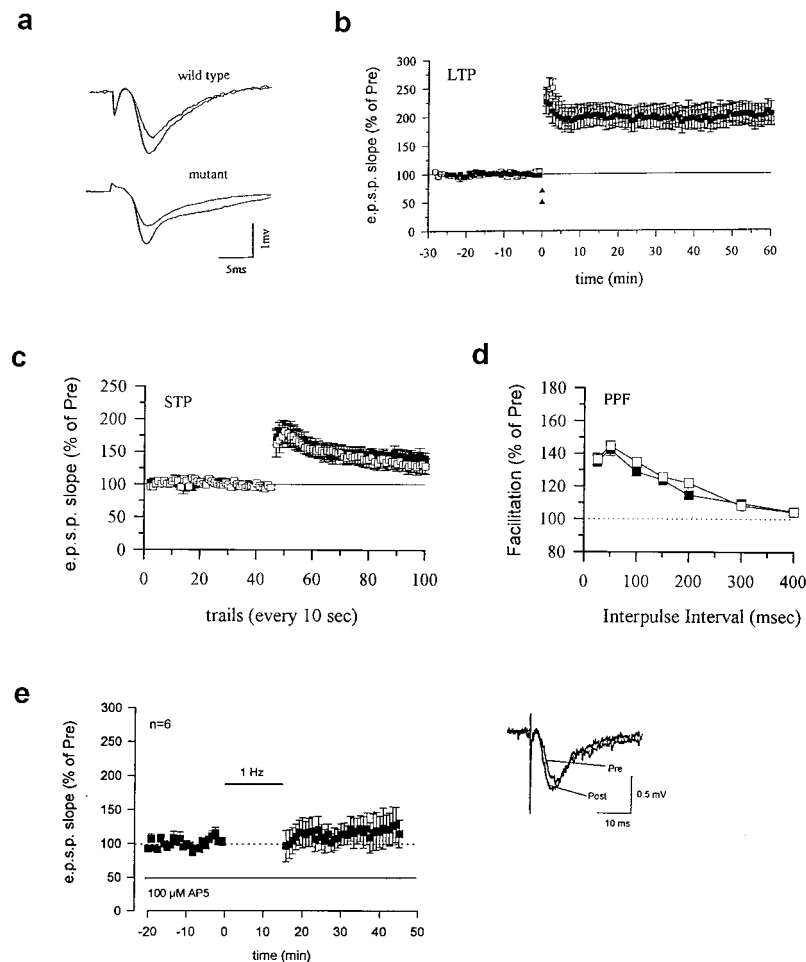 a
wild type
mutant
1mv
5ms
b
LTP
e.p.s.p. slope (% of Pre)
300
250
200
150
100
50
0
-30 -20 -10 0 10 20 30 40 50 60
time (min)
c
STP
e.p.s.p. slope (% of Pre)
250
200
150
100
50
0
0 20 40 60 80 100
trails (every 10 sec)
d
PPF
Facilitation (% of Pre)
180
160
140
120
100
80
0 100 200 300 400
Interpulse Interval (msec)
e
n=6
1 Hz
e.p.s.p. slope (% of Pre)
300
250
200
150
100
50
0
100 µM AP5
-20 -10 0 10 20 30 40 50
time (min)
Pre
Post
0.5 mV
10 ms